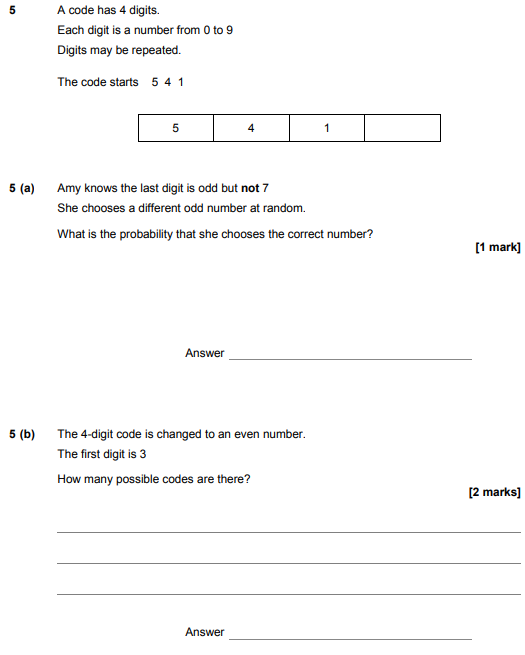 5 A code has 4 digits.
Each digit is a number from 0 to 9
Digits may be repeated.
The code starts 5 4 1
5 4 1
5 (a) Amy knows the last digit is odd but not 7
She chooses a different odd number at random.
What is the probability that she chooses the correct number?
[1 mark]
Answer
5 (b) The 4-digit code is changed to an even number.
The first digit is 3
How many possible codes are there?
[2 marks]
Answer